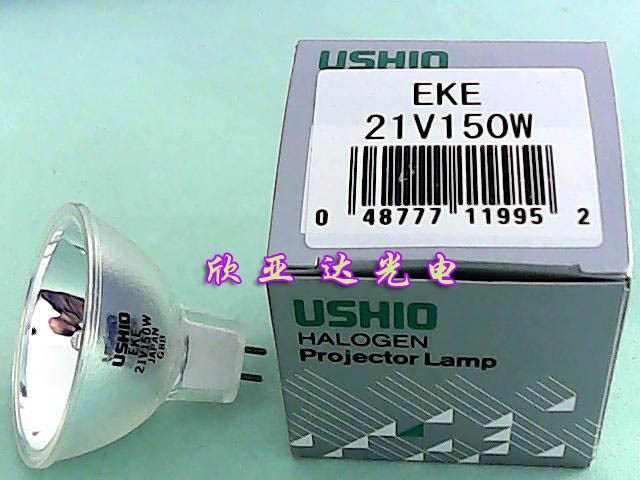 USHIO
EKE
21V150W
0 48777 11995 2
欣亚达光电
USHIO
HALOGEN
Projector Lamp
USHIO
EKE
21V150W
JAPAN